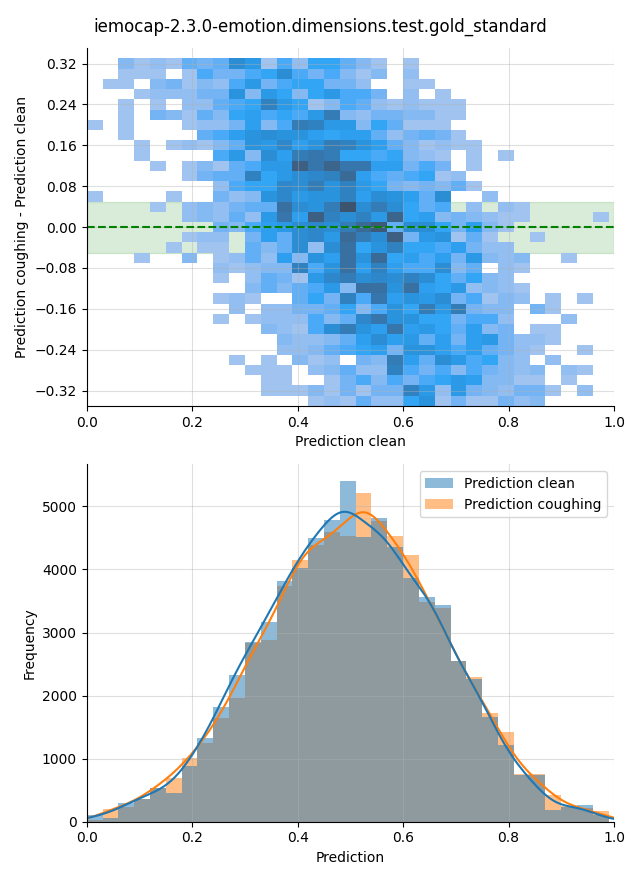 iemocap-2.3.0-emotion.dimensions.test.gold_standard
0.32
0.24
0.16
0.08
0.00
−0.08
−0.16
−0.24
−0.32
Prediction coughing - Prediction clean
0.0 0.2 0.4 0.6 0.8 1.0
Prediction clean
Prediction clean
Prediction coughing
5000
4000
3000
2000
1000
0
Frequency
0.0 0.2 0.4 0.6 0.8 1.0
Prediction